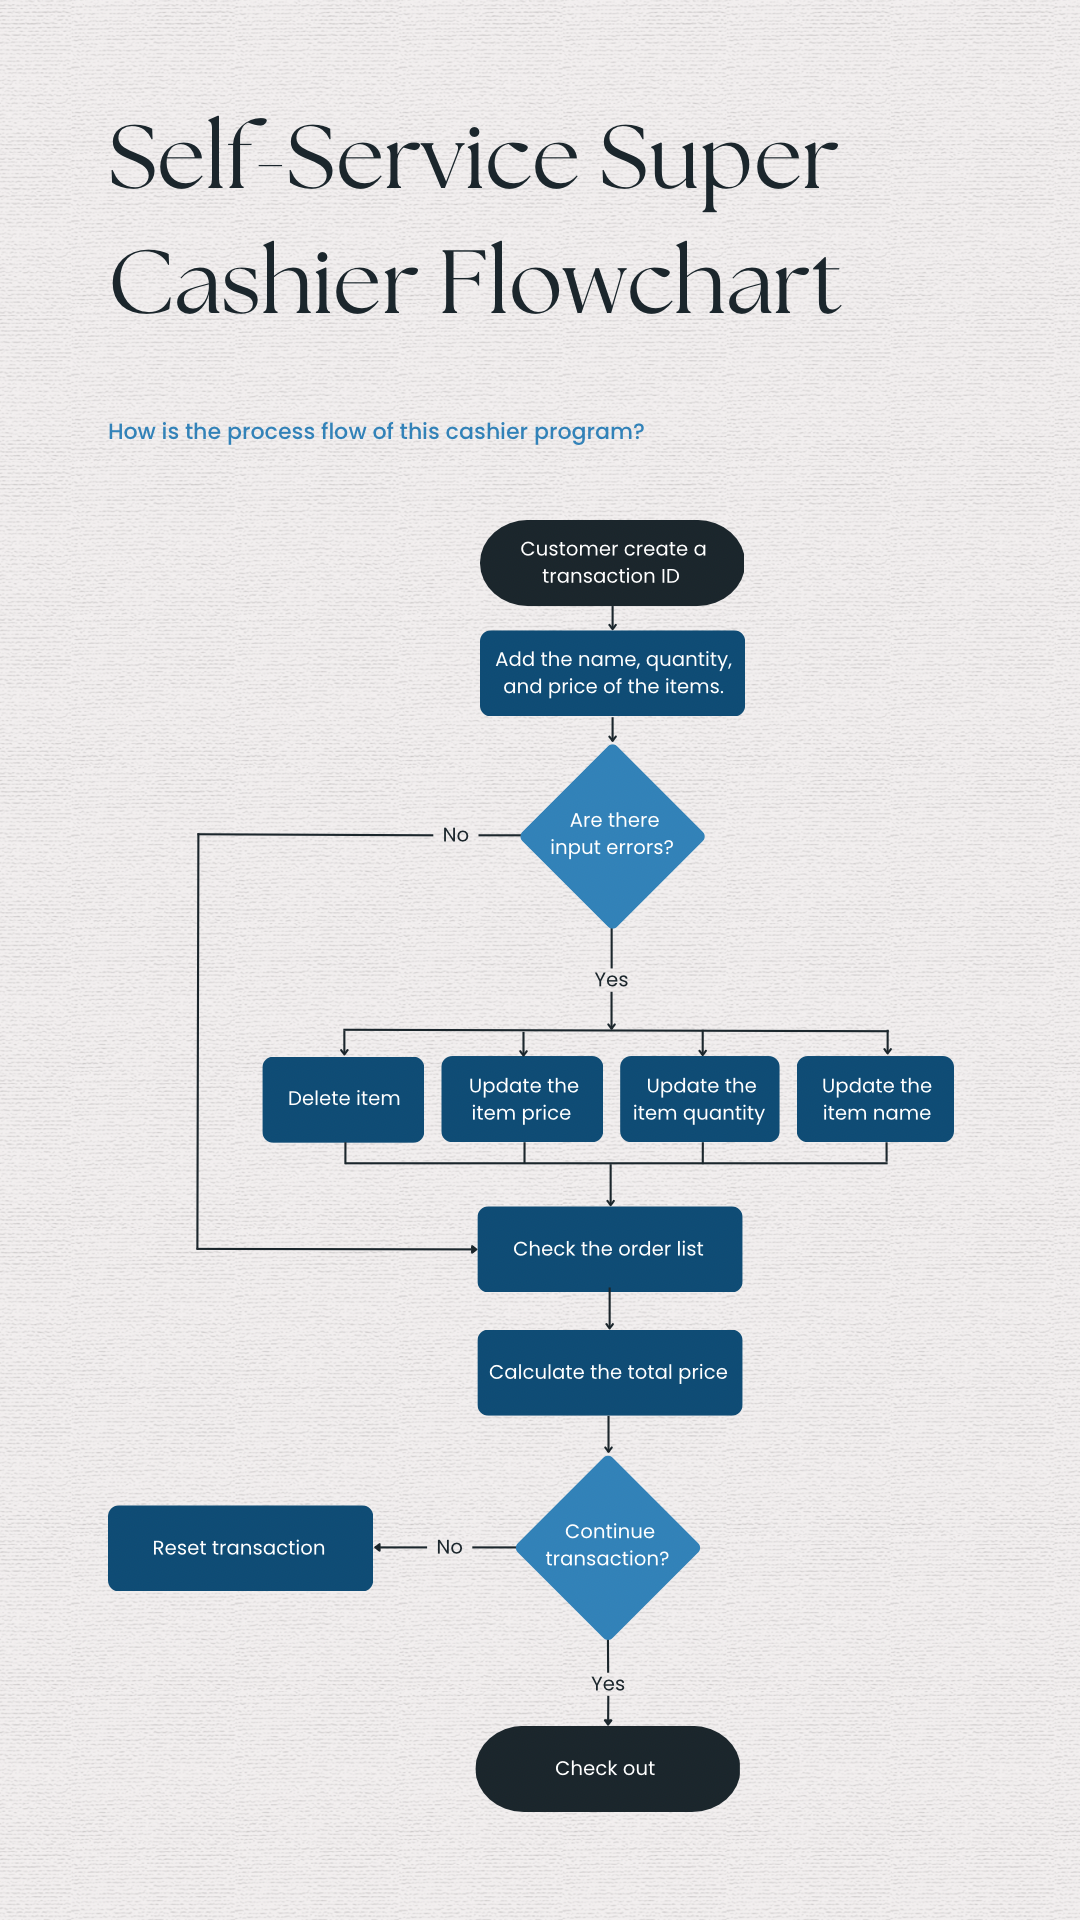 Self-Service Super
Cashier Flowchart
How is the process flow of this cashier program?
Customer create a
transaction ID
Add the name, quantity,
and price of the items.
Are there
input errors?
No
Yes
Delete item
Update the
item price
Update the
item quantity
Update the
item name
Check the order list
Calculate the total price
Continue
transaction?
No
Reset transaction
Yes
Check out